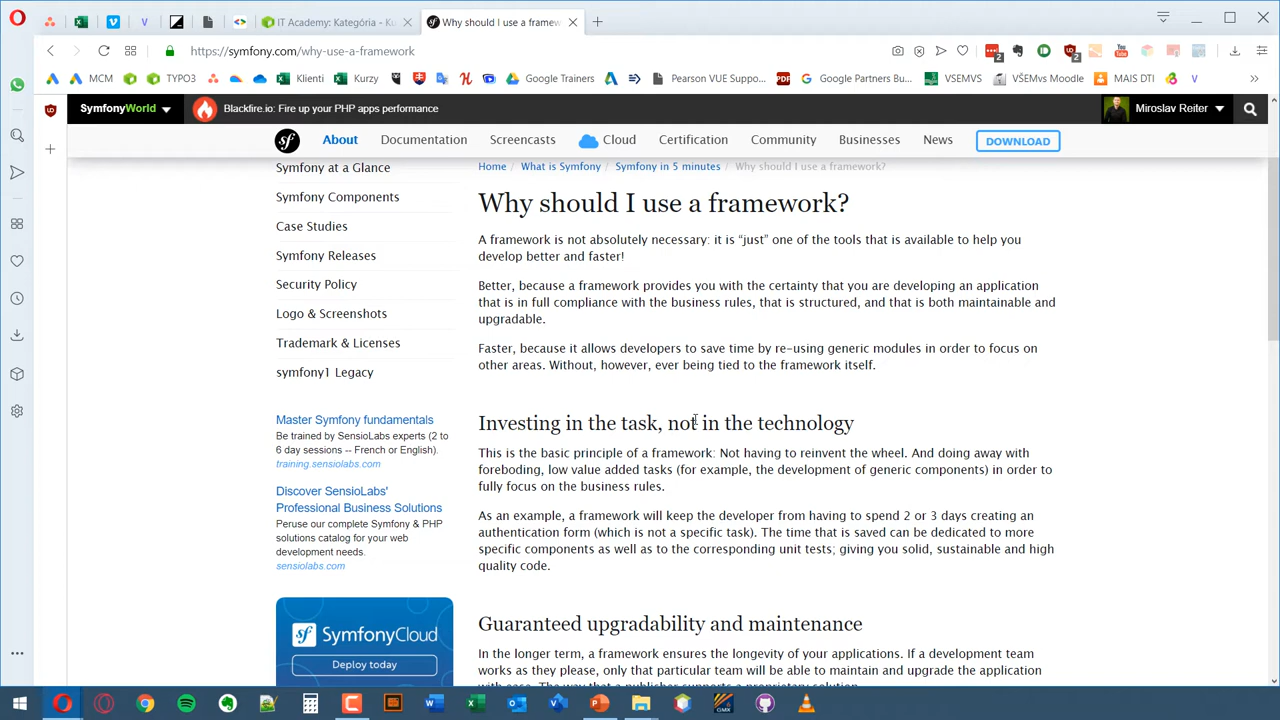 IT Academy: Kategória - Ku
Why should I use a framew
https://symfony.com/why-use-a-framework
2
2
MCM
TYPO3
Klienti
Kurzy
Google Trainers
Pearson VUE Suppo...
PDF
Google Partners Bu...
VSEMVS
VŠEMvs Moodle
MAIS DTI
SymfonyWorld
Blackfire.io: Fire up your PHP apps performance
Miroslav Reiter
sf
About
Documentation
Screencasts
Cloud
Certification
Community
Businesses
News
DOWNLOAD
Symfony at a Glance
Symfony Components
Case Studies
Symfony Releases
Security Policy
Logo & Screenshots
Trademark & Licenses
symfony1 Legacy
Master Symfony fundamentals
Be trained by SensioLabs experts (2 to
6 day sessions -- French or English).
training.sensiolabs.com
Discover SensioLabs'
Professional Business Solutions
Peruse our complete Symfony & PHP
solutions catalog for your web
development needs.
sensiolabs.com
sf SymfonyCloud
Deploy today
Home / What is Symfony / Symfony in 5 minutes / Why should I use a framework?
Why should I use a framework?
A framework is not absolutely necessary: it is “just” one of the tools that is available to help you
develop better and faster!
Better, because a framework provides you with the certainty that you are developing an application
that is in full compliance with the business rules, that is structured, and that is both maintainable and
upgradable.
Faster, because it allows developers to save time by re-using generic modules in order to focus on
other areas. Without, however, ever being tied to the framework itself.
Investing in the task, not in the technology
This is the basic principle of a framework: Not having to reinvent the wheel. And doing away with
foreboding, low value added tasks (for example, the development of generic components) in order to
fully focus on the business rules.
As an example, a framework will keep the developer from having to spend 2 or 3 days creating an
authentication form (which is not a specific task). The time that is saved can be dedicated to more
specific components as well as to the corresponding unit tests; giving you solid, sustainable and high
quality code.
Guaranteed upgradability and maintenance
In the longer term, a framework ensures the longevity of your applications. If a development team
works as they please, only that particular team will be able to maintain and upgrade the application
with ease. The way that a publisher supports a proprietary solution.